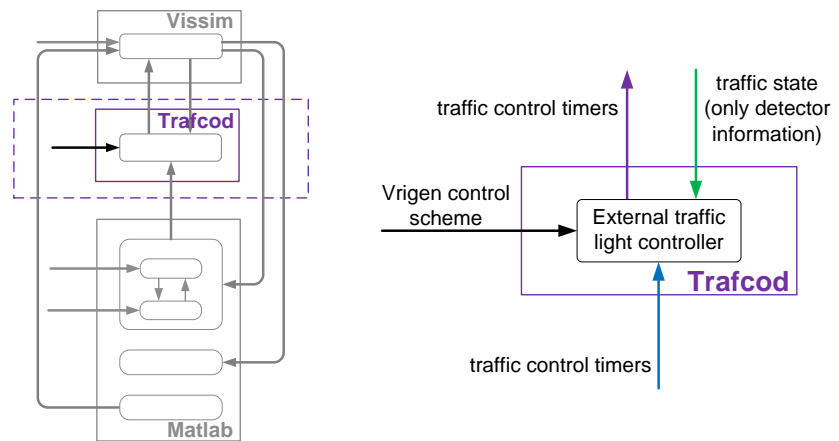 Vissim
Trafcod
Matlab
traffic control timers
traffic state
(only detector
information)
Vrigen control
scheme
External traffic
light controller
Trafcod
traffic control timers